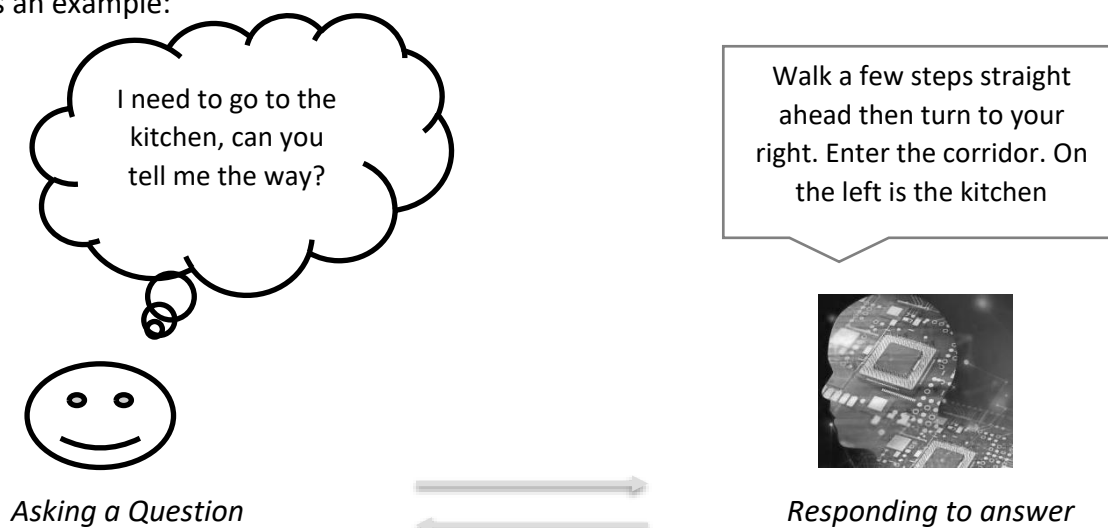 s an example:
I need to go to the
kitchen, can you
tell me the way?
Walk a few steps straight
ahead then turn to your
right. Enter the corridor. On
the left is the kitchen
Asking a Question
Responding to answer